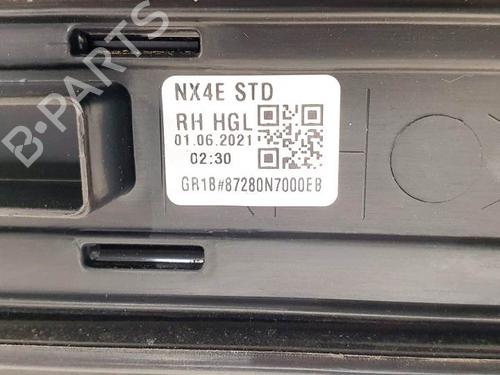 NX4E STD
RH HGL
01.06.2021
02:30
GR1B#87280N7000EB
B-PARTS